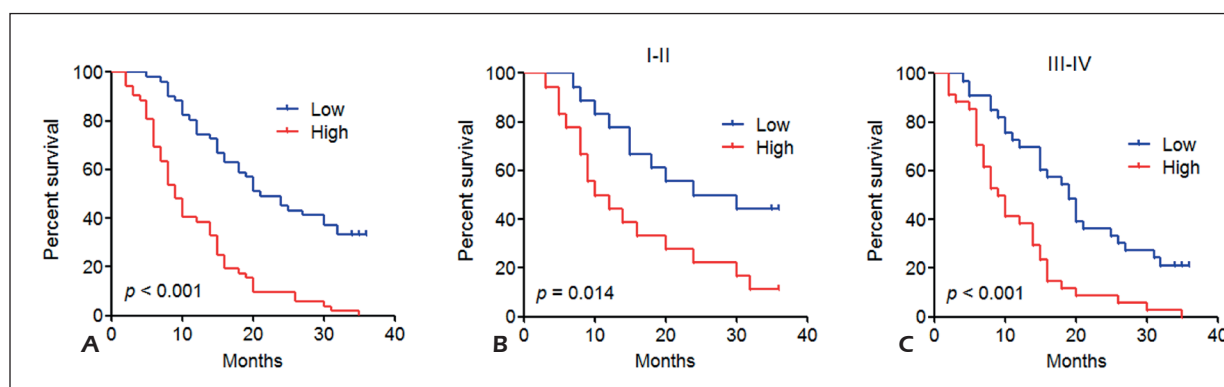 I-II
III-IV
100
80
60
40
20
0
Percent survival
Low
High
p < 0.001
0 10 20 30 40
Months
A
100
80
60
40
20
0
Percent survival
Low
High
p = 0.014
0 10 20 30 40
Months
B
100
80
60
40
20
0
Percent survival
Low
High
p < 0.001
0 10 20 30 40
Months
C